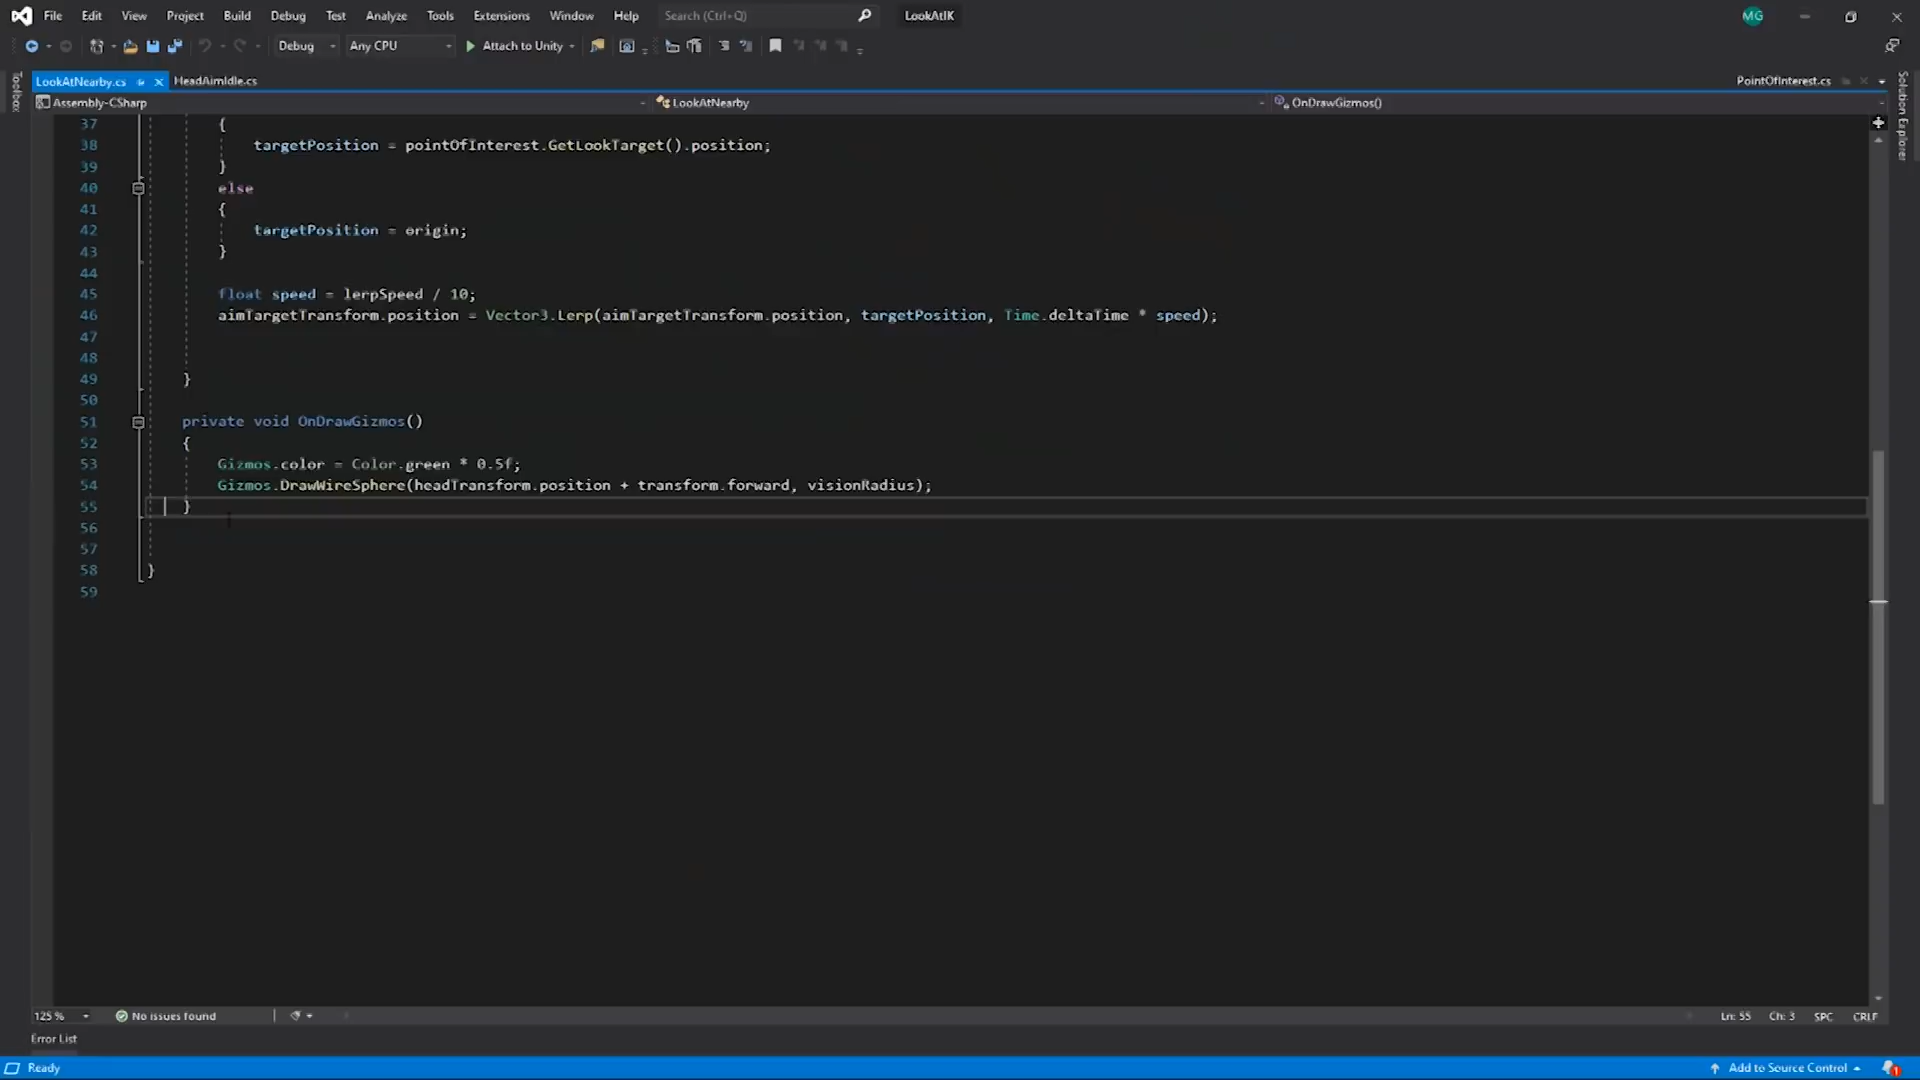 File Edit View Project Build Debug Test Analyze Tools Extensions Window Help Search (Ctrl+Q) LookAtIK MG
Debug Any CPU Attach to Unity
Toolbox
LookAtNearby.cs HeadAimIdle.cs PointOfInterest.cs
Assembly-CSharp LookAtNearby OnDrawGizmos()
Solution Explorer
37 {
38 targetPosition = pointOfInterest.GetLookTarget().position;
39 }
40 else
41 {
42 targetPosition = origin;
43 }
44
45 float speed = lerpSpeed / 10;
46 aimTargetTransform.position = Vector3.Lerp(aimTargetTransform.position, targetPosition, Time.deltaTime * speed);
47
48
49 }
50
51 private void OnDrawGizmos()
52 {
53 Gizmos.color = Color.green * 0.5f;
54 Gizmos.DrawWireSphere(headTransform.position + transform.forward, visionRadius);
55 }
56
57
58 }
59
125 % No issues found Ln: 55 Ch: 3 SPC CRLF
Error List
Ready Add to Source Control 1